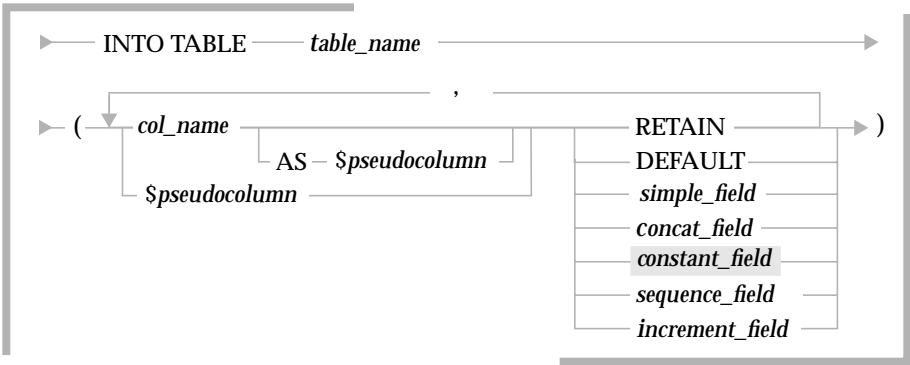 INTO TABLE table_name
,
( col_name RETAIN )
AS $pseudocolumn DEFAULT
$pseudocolumn simple_field
concat_field
constant_field
sequence_field
increment_field